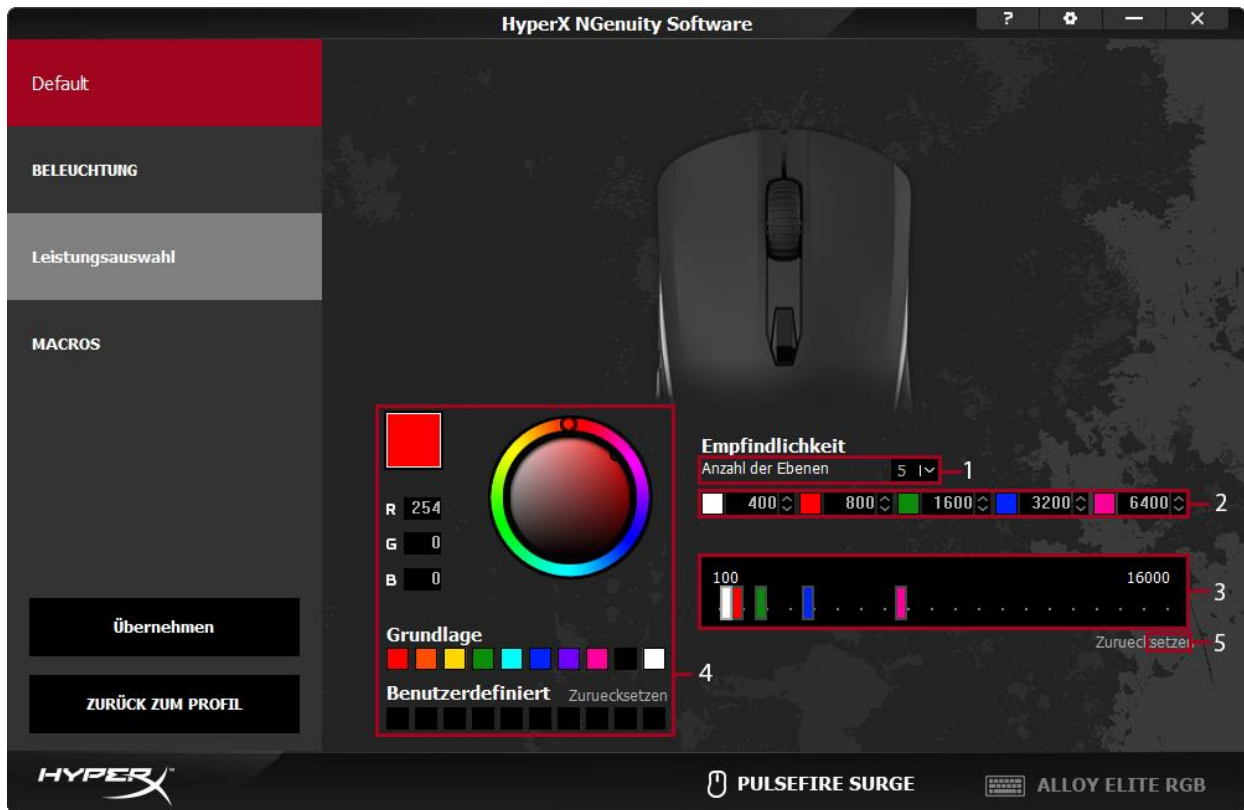 HyperX NGenuity Software
?
Default
BELEUCHTUNG
Leistungsauswahl
MACROS
Übernehmen
ZURÜCK ZUM PROFIL
R 254
G 0
B 0
Grundlage
Benutzerdefiniert Zuruecksetzen
4
Empfindlichkeit
Anzahl der Ebenen 5
1
400 800 1600 3200 6400
2
100 16000
3
Zuruecksetzen
5
HYPERX™
PULSEFIRE SURGE
ALLOY ELITE RGB